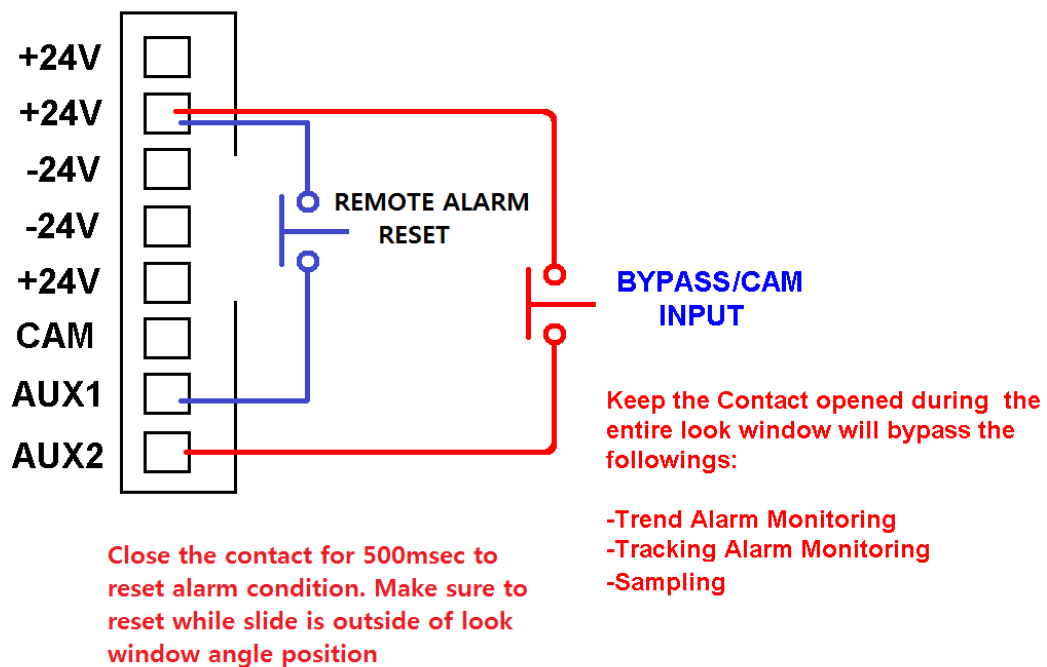 +24V
+24V
-24V
-24V
+24V
CAM
AUX1
AUX2
REMOTE ALARM
RESET
BYPASS/CAM
INPUT
Keep the Contact opened during the
entire look window will bypass the
followings:
-Trend Alarm Monitoring
-Tracking Alarm Monitoring
-Sampling
Close the contact for 500msec to
reset alarm condition. Make sure to
reset while slide is outside of look
window angle position